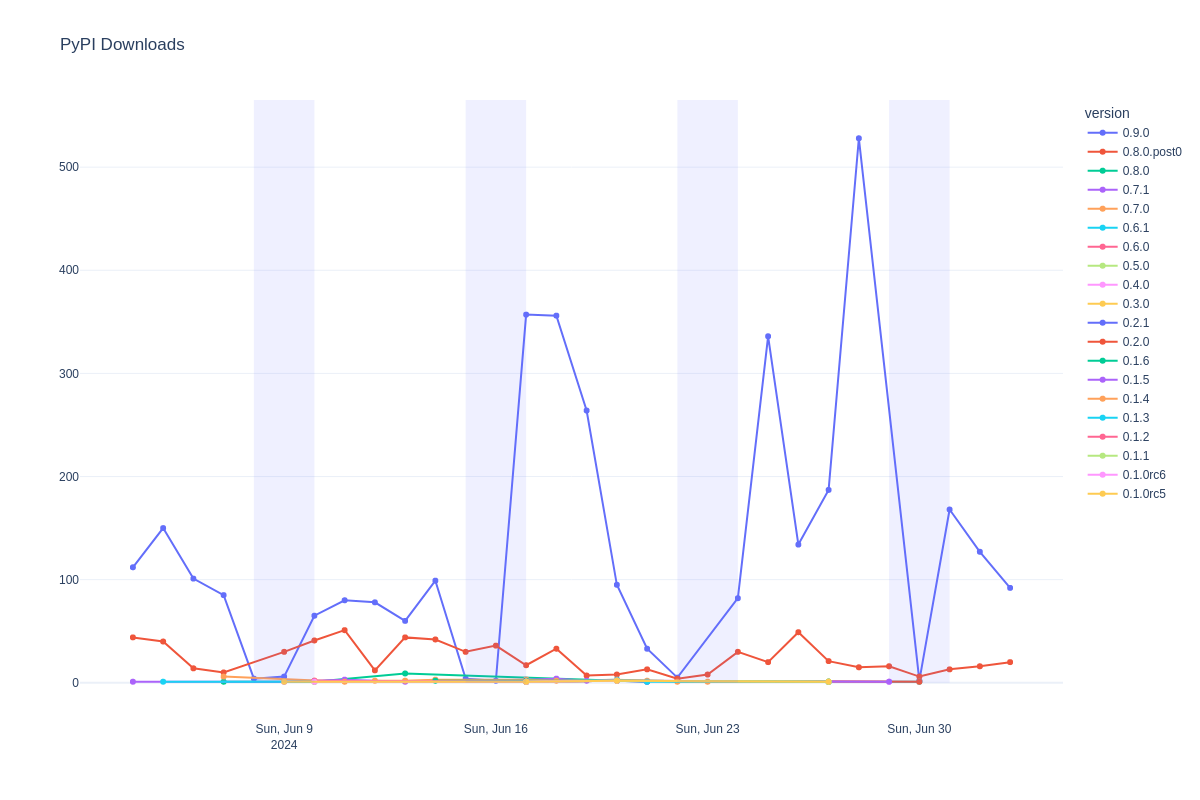 PyPI Downloads
500
400
300
200
100
0
Sun, Jun 9
2024
Sun, Jun 16
Sun, Jun 23
Sun, Jun 30
version
0.9.0
0.8.0.post0
0.8.0
0.7.1
0.7.0
0.6.1
0.6.0
0.5.0
0.4.0
0.3.0
0.2.1
0.2.0
0.1.6
0.1.5
0.1.4
0.1.3
0.1.2
0.1.1
0.1.0rc6
0.1.0rc5